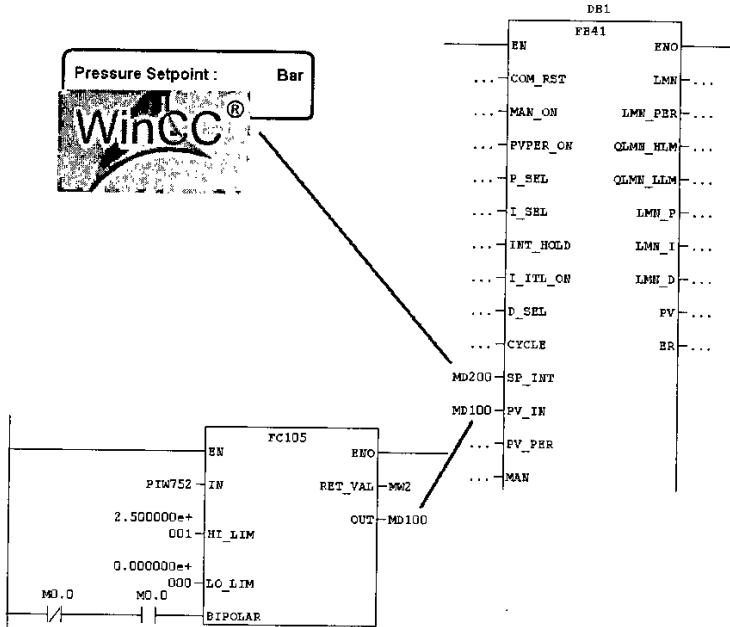 DB1
FB41
EN ENO
... COM_RST LMN ...
... MAN_ON LMN_PER ...
... PVPER_ON QLMN_HLM ...
... P_SEL QLMN_LLM ...
... I_SEL LMN_P ...
... INT_HOLD LMN_I ...
... I_ITL_ON LMN_D ...
... D_SEL PV ...
... CYCLE ER ...
MD200 SP_INT
MD100 PV_IN
... PV_PER
... MAN
Pressure Setpoint : Bar
WinCC®
FC105
EN ENO
PIW752 IN RET_VAL MW2
OUT MD100
2.500000e+
001 HI_LIM
0.000000e+
000 LO_LIM
M0.0 M0.0
BIPOLAR